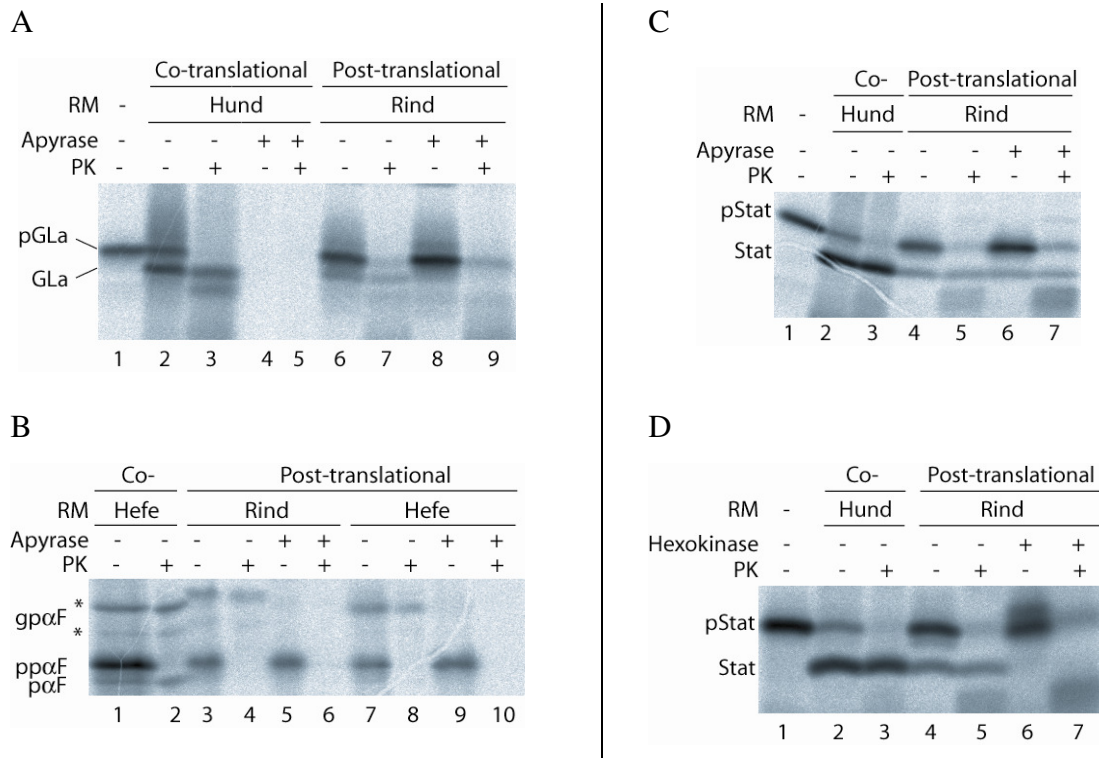 A
Co-translational Post-translational
RM - Hund Rind
Apyrase - - + + - - + +
PK - - + - + - + - +
pGLa
GLa
1 2 3 4 5 6 7 8 9
B
Co- Post-translational
RM Hefe Rind Hefe
Apyrase - - - - + + - - + +
PK - + - + - + - + - +
*
gpαF
*
ppαF
pαF
1 2 3 4 5 6 7 8 9 10
C
Co- Post-translational
RM - Hund Rind
Apyrase - - - - - + +
PK - - + - + - +
pStat
Stat
1 2 3 4 5 6 7
D
Co- Post-translational
RM - Hund Rind
Hexokinase - - - - - + +
PK - - + - + - +
pStat
Stat
1 2 3 4 5 6 7